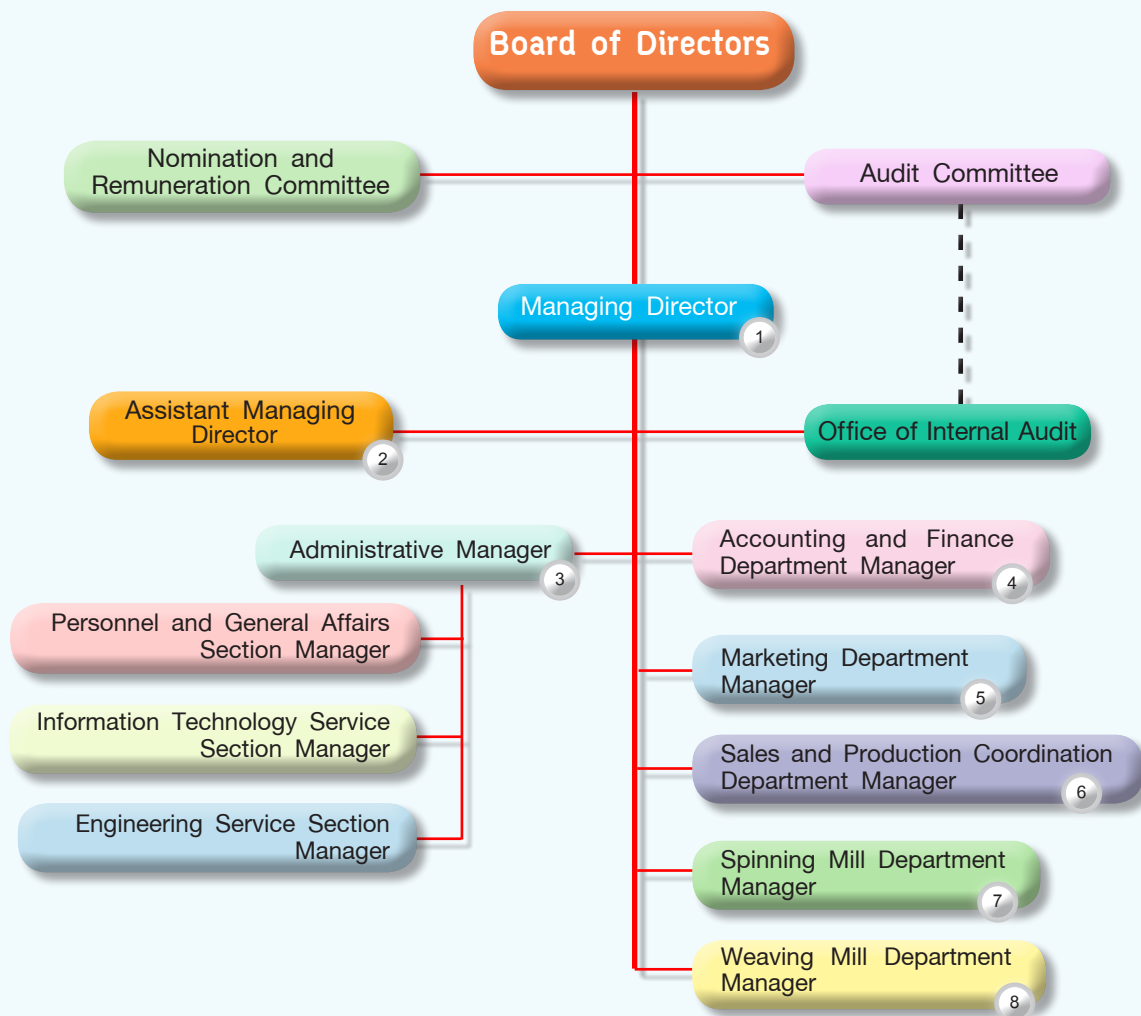 Board of Directors
Nomination and
Remuneration Committee
Audit Committee
Managing Director
1
Assistant Managing
Director
2
Office of Internal Audit
Administrative Manager
3
Accounting and Finance
Department Manager
4
Personnel and General Affairs
Section Manager
Marketing Department
Manager
5
Information Technology Service
Section Manager
Sales and Production Coordination
Department Manager
6
Engineering Service Section
Manager
Spinning Mill Department
Manager
7
Weaving Mill Department
Manager
8